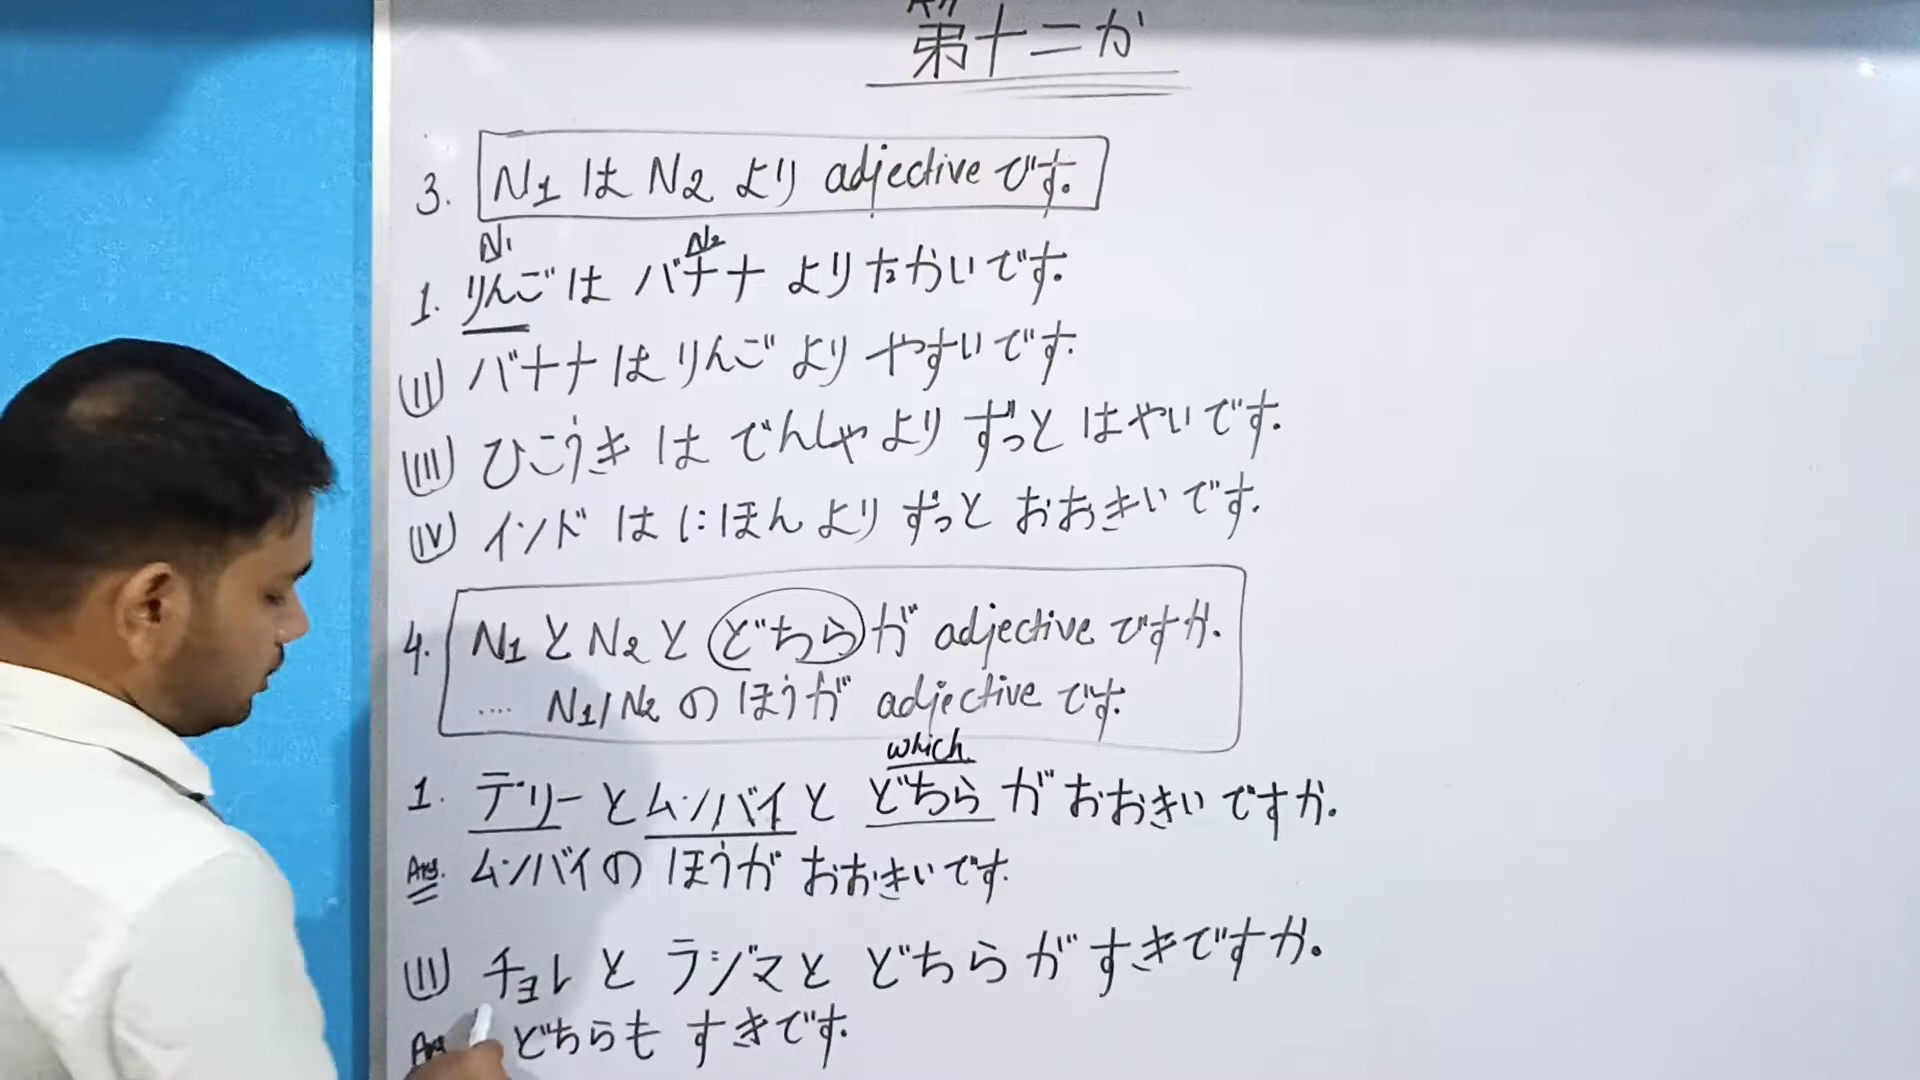 第十二か
3. N1 は N2 より adjective です。
N1 N2
1. りんごは バナナ よりたかいです。
(II) バナナ はりんご より やすいです。
(III) ひこうき は でんしゃ より ずっと はやいです。
(IV) インド は にほん より ずっと おおきいです。
4. N1 と N2 と どちら が adjective ですか。
.... N1/N2 の ほうが adjective です。
which
1. デリー と ムンバイ と どちら が おおきい ですか。
Ans. ムンバイの ほうが おおきいです。
(II) チョレ と ラジマ と どちらが すきですか。
Ans どちらも すきです。